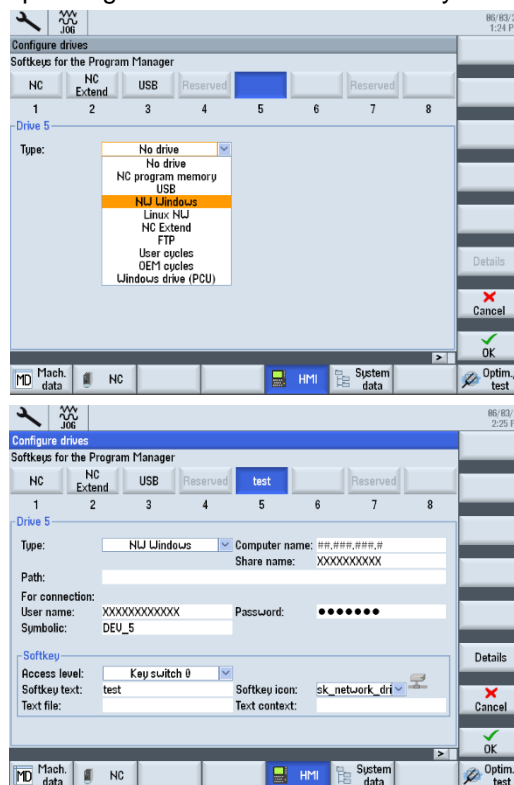 JOG
1:24 P
Configure drives
Softkeys for the Program Manager
NC NC Extend USB Reserved Reserved
1 2 3 4 5 6 7 8
Drive 5
Type: No drive
No drive
NC program memory
USB
NW Windows
Linux NW
NC Extend
FTP
User cycles
OEM cycles
Windows drive (PCU)
Details
Cancel
OK
>
MD Mach. data NC HMI System data Optim./ test
JOG
2:25 P
Configure drives
Softkeys for the Program Manager
NC NC Extend USB Reserved test Reserved
1 2 3 4 5 6 7 8
Drive 5
Type: NW Windows Computer name: ##.###.###.#
Share name: XXXXXXXXXX
Path:
For connection:
User name: XXXXXXXXXXXX Password: ●●●●●●●
Symbolic: DEV_5
Details
Softkey
Access level: Key switch 0
Softkey text: test Softkey icon: sk_network_dri
Text file: Text context:
Cancel
OK
>
MD Mach. data NC HMI System data Optim./ test